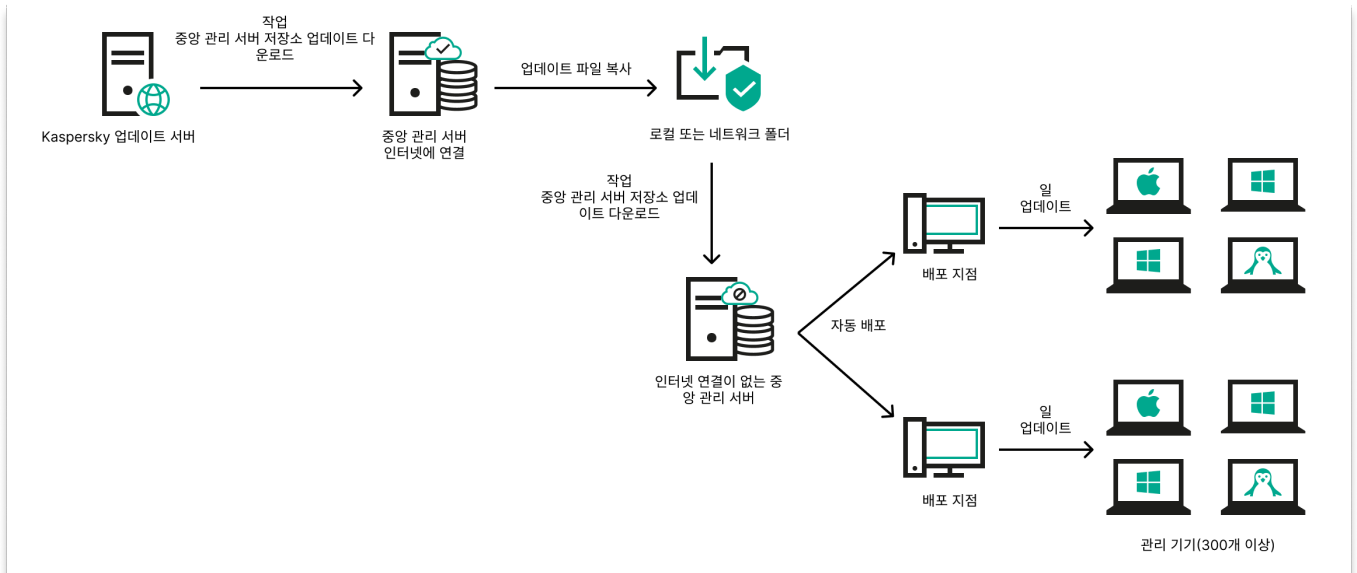 작업
중앙 관리 서버 저장소 업데이트 다
운로드
Kaspersky 업데이트 서버
중앙 관리 서버
인터넷에 연결
업데이트 파일 복사
로컬 또는 네트워크 폴더
작업
중앙 관리 서버 저장소 업데
이트 다운로드
인터넷 연결이 없는 중
앙 관리 서버
자동 배포
배포 지점
일
업데이트
배포 지점
일
업데이트
관리 기기(300개 이상)